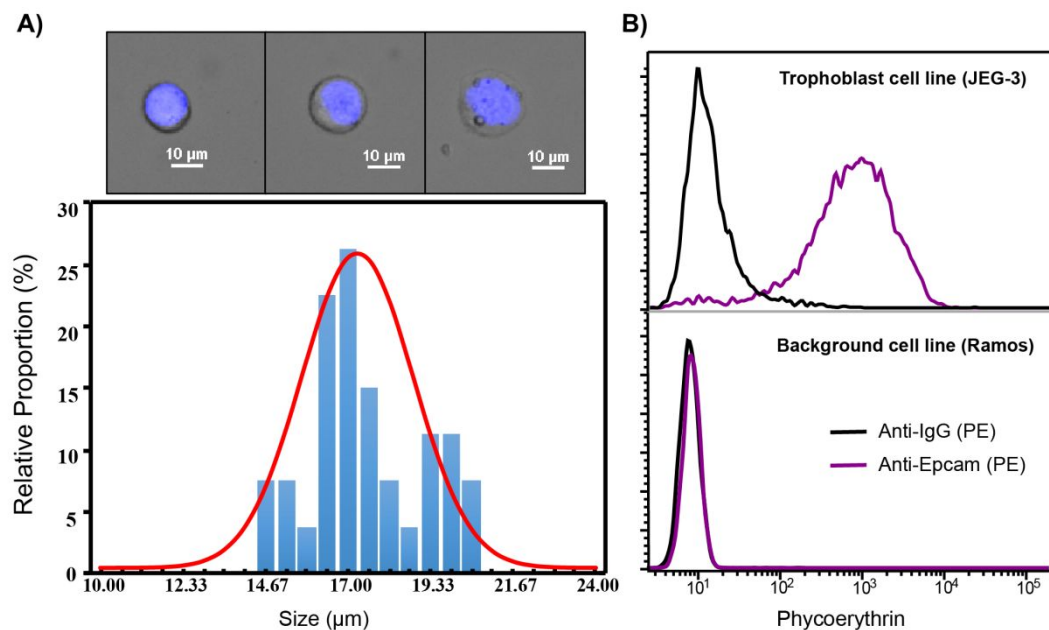 A)
10 µm
10 µm
10 µm
Relative Proportion (%)
30
25
20
15
10
5
0
10.00 12.33 14.67 17.00 19.33 21.67 24.00
Size (µm)
B)
Trophoblast cell line (JEG-3)
Background cell line (Ramos)
Anti-IgG (PE)
Anti-Epcam (PE)
10¹ 10² 10³ 10⁴ 10⁵
Phycoerythrin